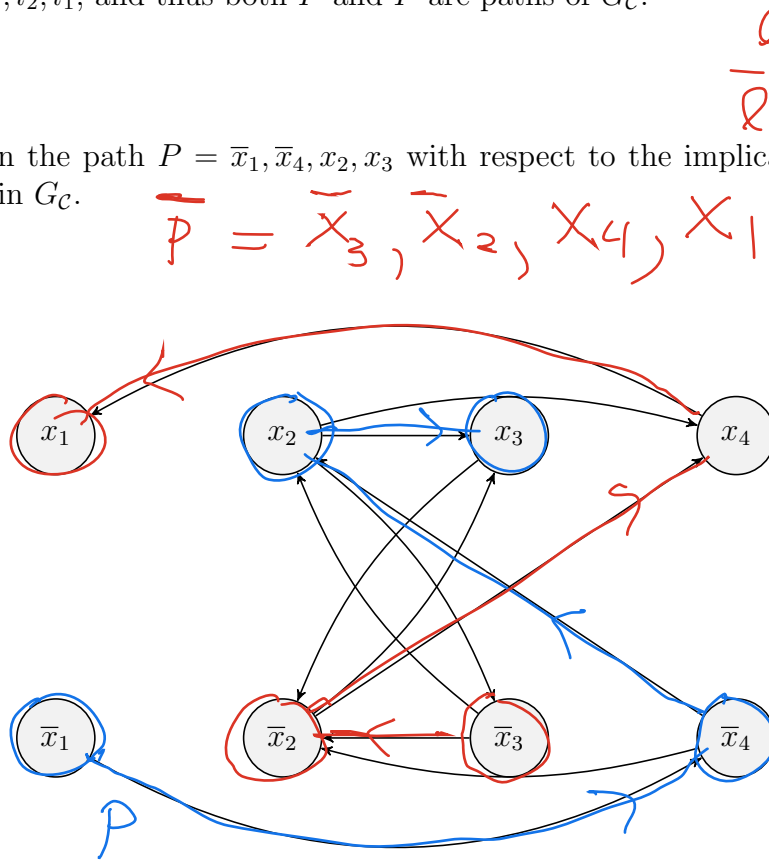 , and thus both P and P are paths of G_C.
ℓ
n the path P = x̅₁, x̅₄, x₂, x₃ with respect to the implica
in G_C.
P̅ = x̅₃, x̅₂, x₄, x₁
x₁ x₂ x₃ x₄
x̅₁ x̅₂ x̅₃ x̅₄
P